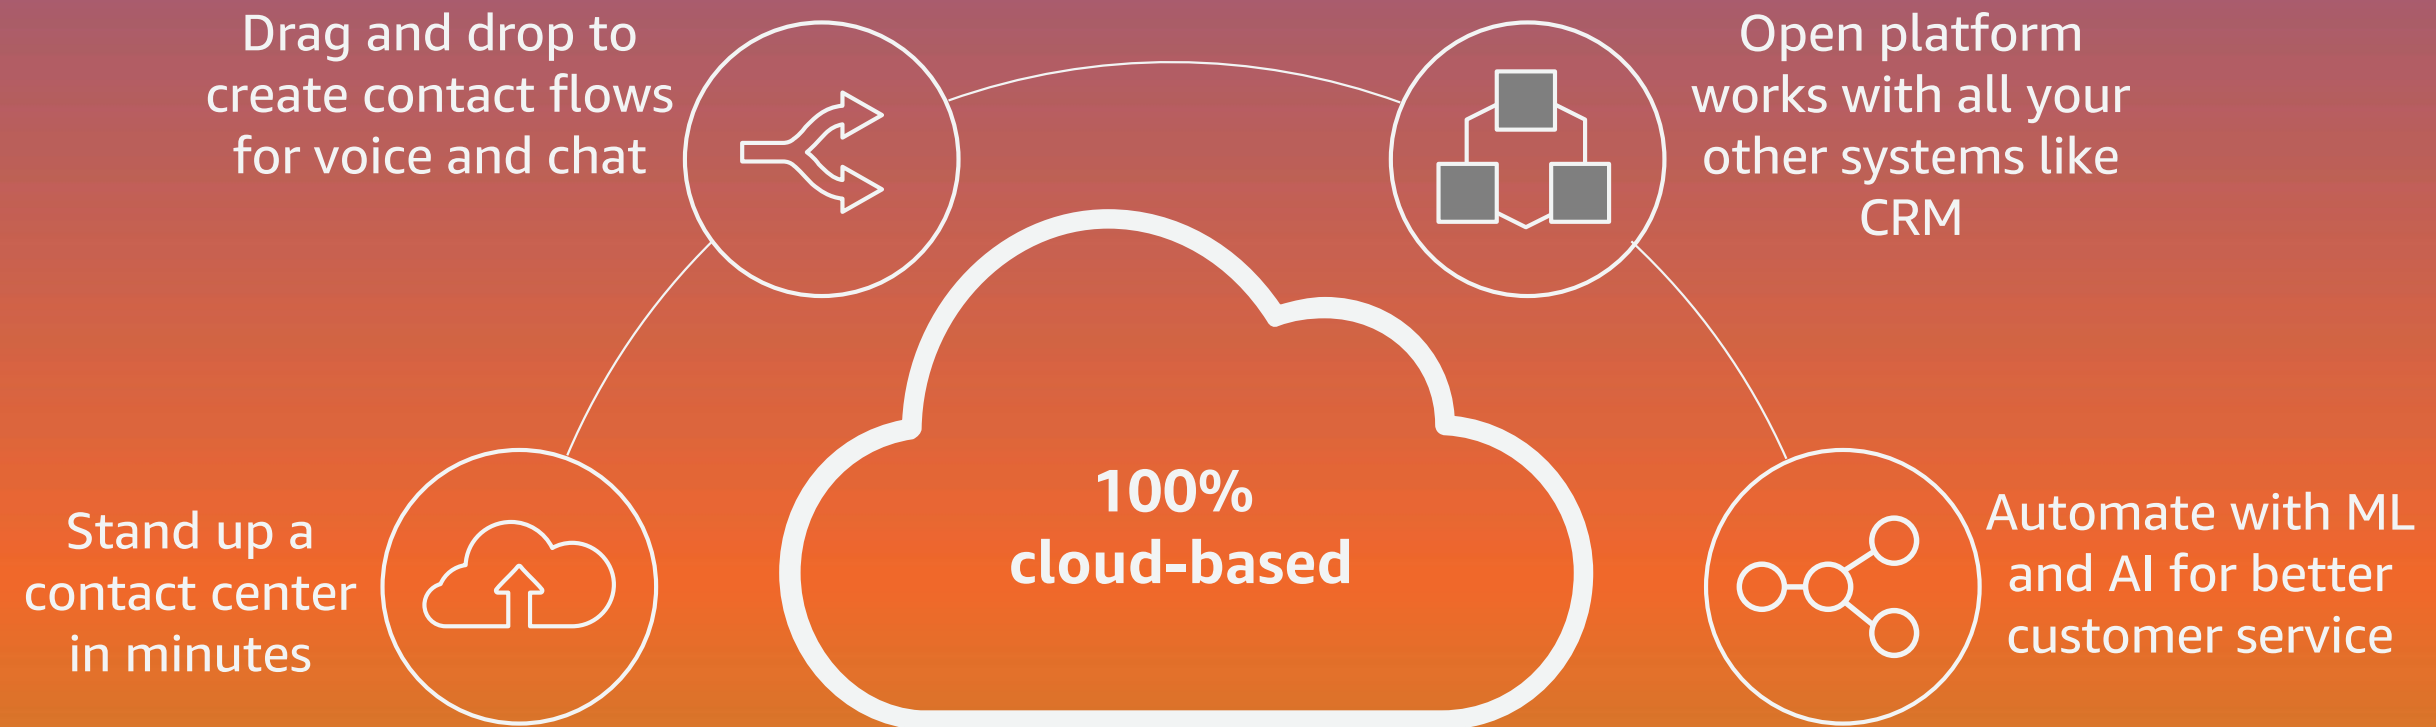 Drag and drop to
create contact flows
for voice and chat
Open platform
works with all your
other systems like
CRM
Stand up a
contact center
in minutes
100%
cloud-based
Automate with ML
and AI for better
customer service